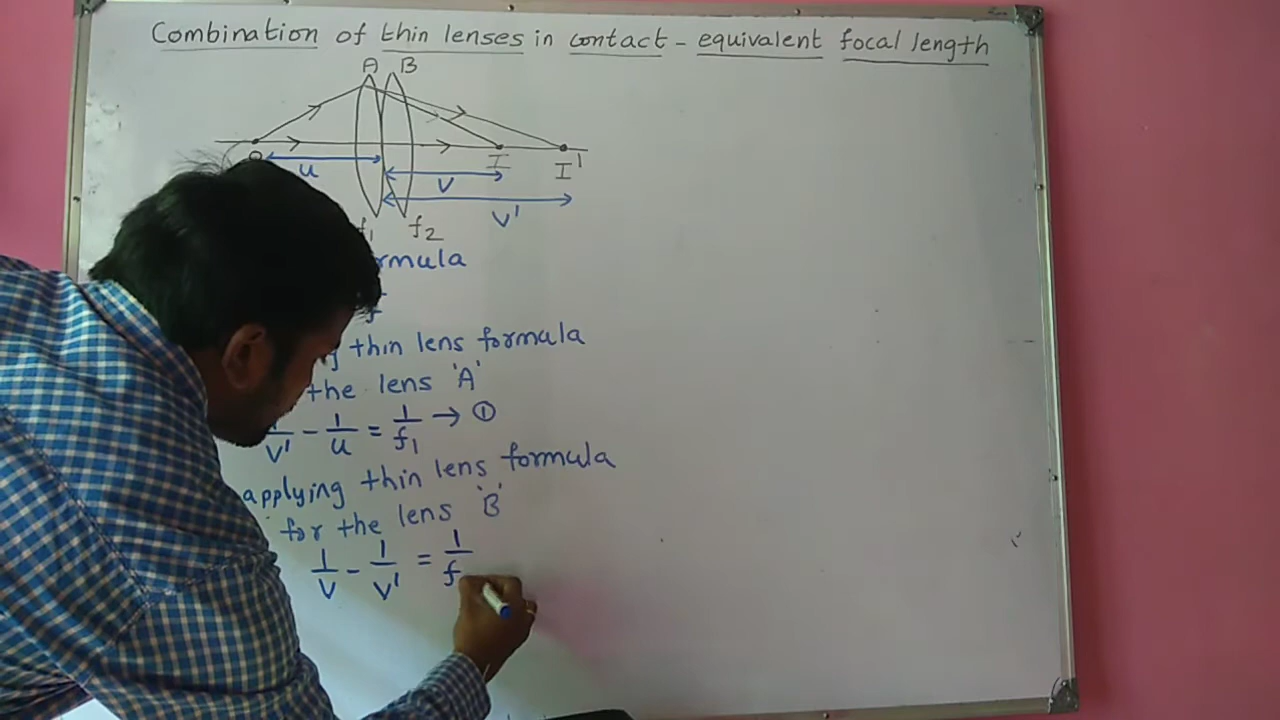 Combination of thin lenses in contact - equivalent focal length
A B
I I'
u
v
v'
f2
thin lens formula
the lens 'A'
1/v' - 1/u = 1/f1 → ①
applying thin lens formula
for the lens 'B'
1/v - 1/v' = 1/f